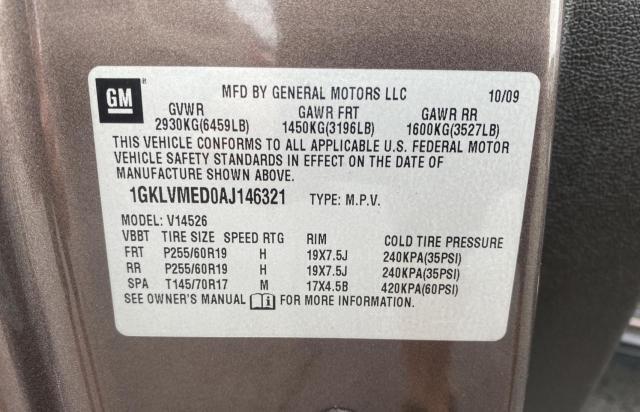 GM
MFD BY GENERAL MOTORS LLC 10/09
GVWR GAWR FRT GAWR RR
2930KG(6459LB) 1450KG(3196LB) 1600KG(3527LB)
THIS VEHICLE CONFORMS TO ALL APPLICABLE U.S. FEDERAL MOTOR
VEHICLE SAFETY STANDARDS IN EFFECT ON THE DATE OF
MANUFACTURE SHOWN ABOVE.
1GKLVMED0AJ146321 TYPE: M.P.V.
MODEL: V14526
VBBT TIRE SIZE SPEED RTG RIM COLD TIRE PRESSURE
FRT P255/60R19 H 19X7.5J 240KPA(35PSI)
RR P255/60R19 H 19X7.5J 240KPA(35PSI)
SPA T145/70R17 M 17X4.5B 420KPA(60PSI)
SEE OWNER'S MANUAL FOR MORE INFORMATION.